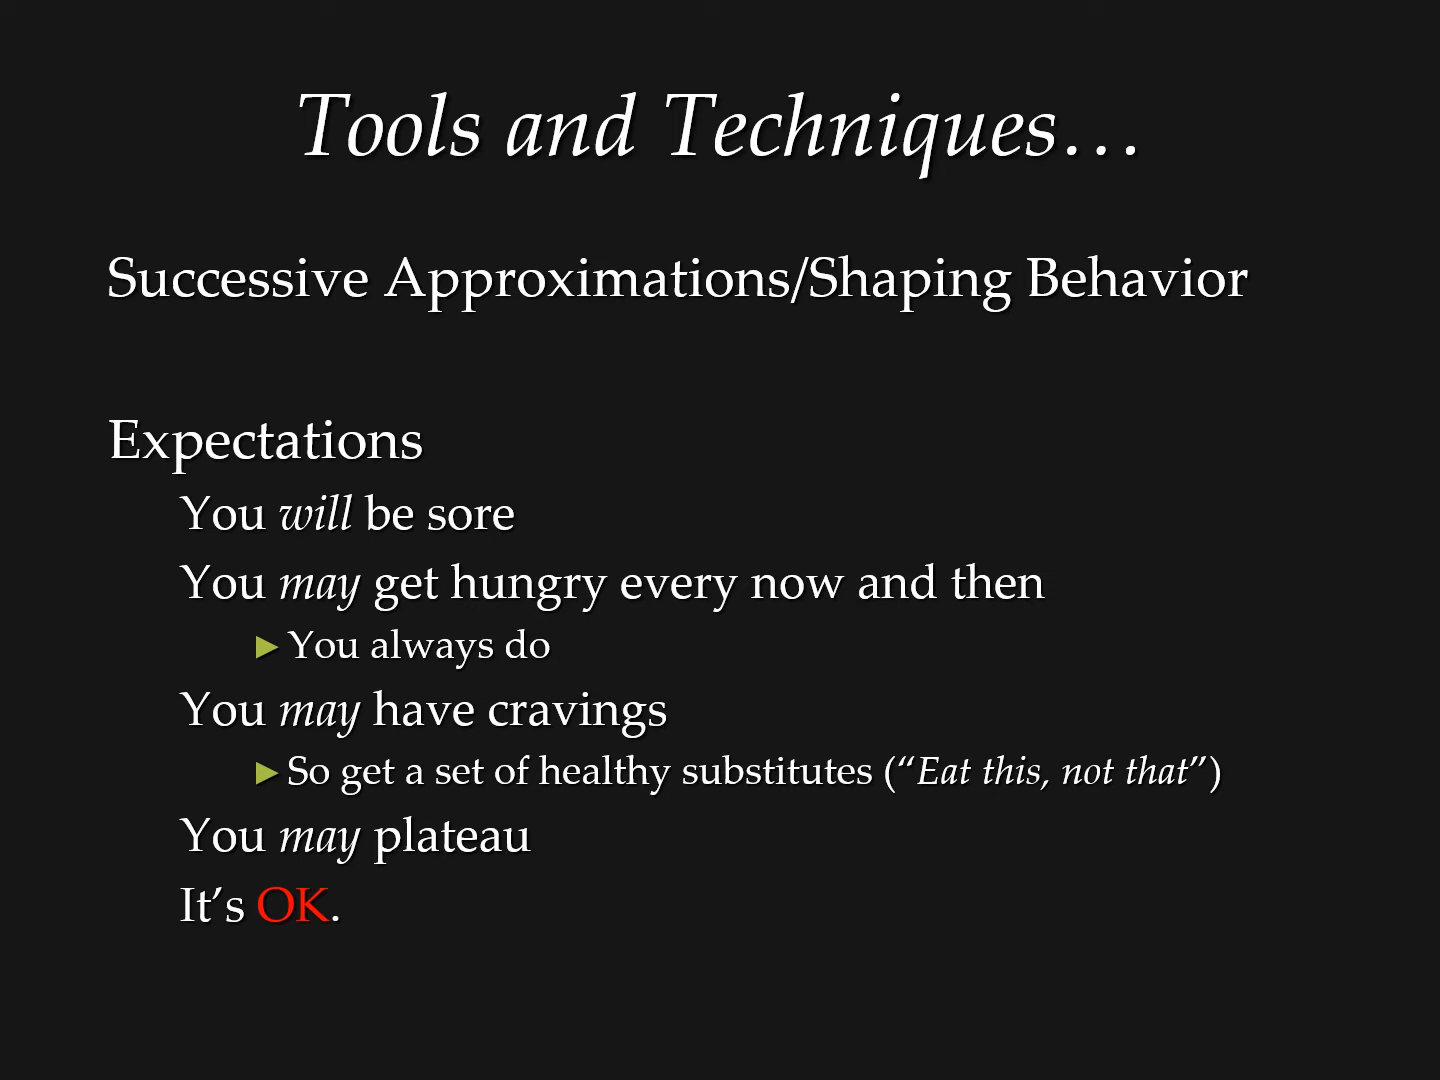 Tools and Techniques…
Successive Approximations/Shaping Behavior
Expectations
You will be sore
You may get hungry every now and then
► You always do
You may have cravings
► So get a set of healthy substitutes (“Eat this, not that”)
You may plateau
It’s OK.